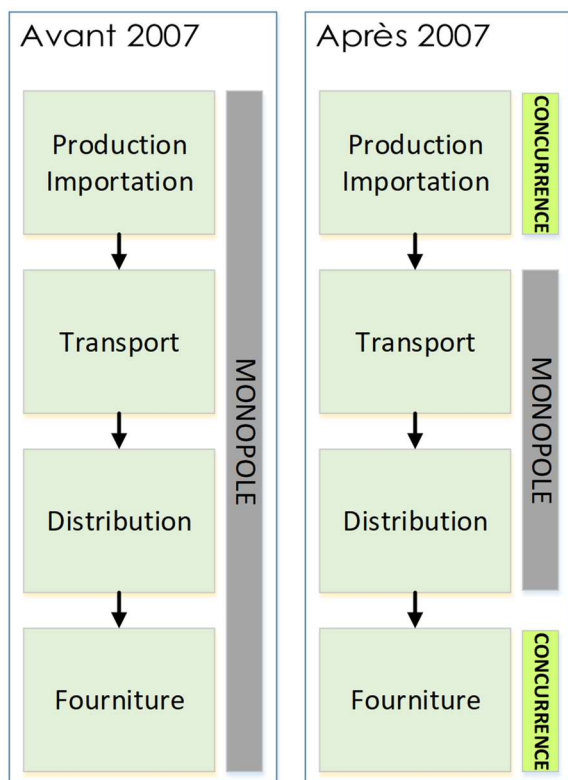 Avant 2007
Production
Importation
Transport
Distribution
Fourniture
MONOPOLE
Après 2007
Production
Importation
Transport
Distribution
Fourniture
CONCURRENCE
MONOPOLE
CONCURRENCE